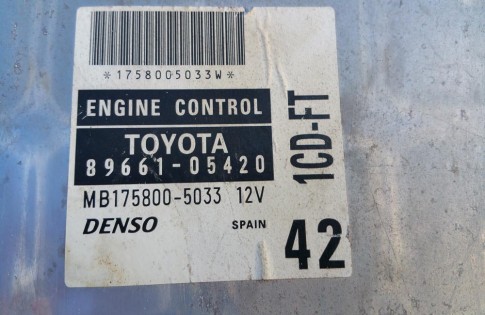 *1758005033W*
ENGINE CONTROL
TOYOTA
89661-05420
MB175800-5033 12V
DENSO SPAIN
1CD-FT
42